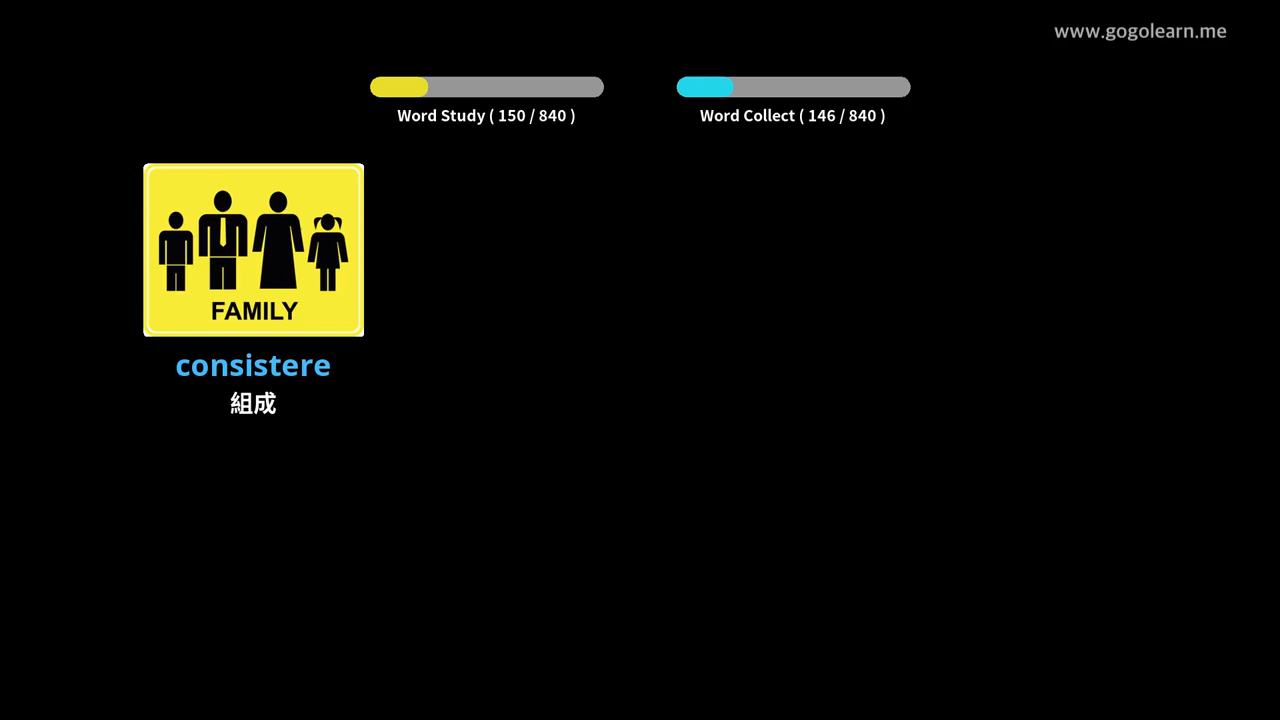 www.gogolearn.me
Word Study ( 150 / 840 )
Word Collect ( 146 / 840 )
FAMILY
consistere
組成